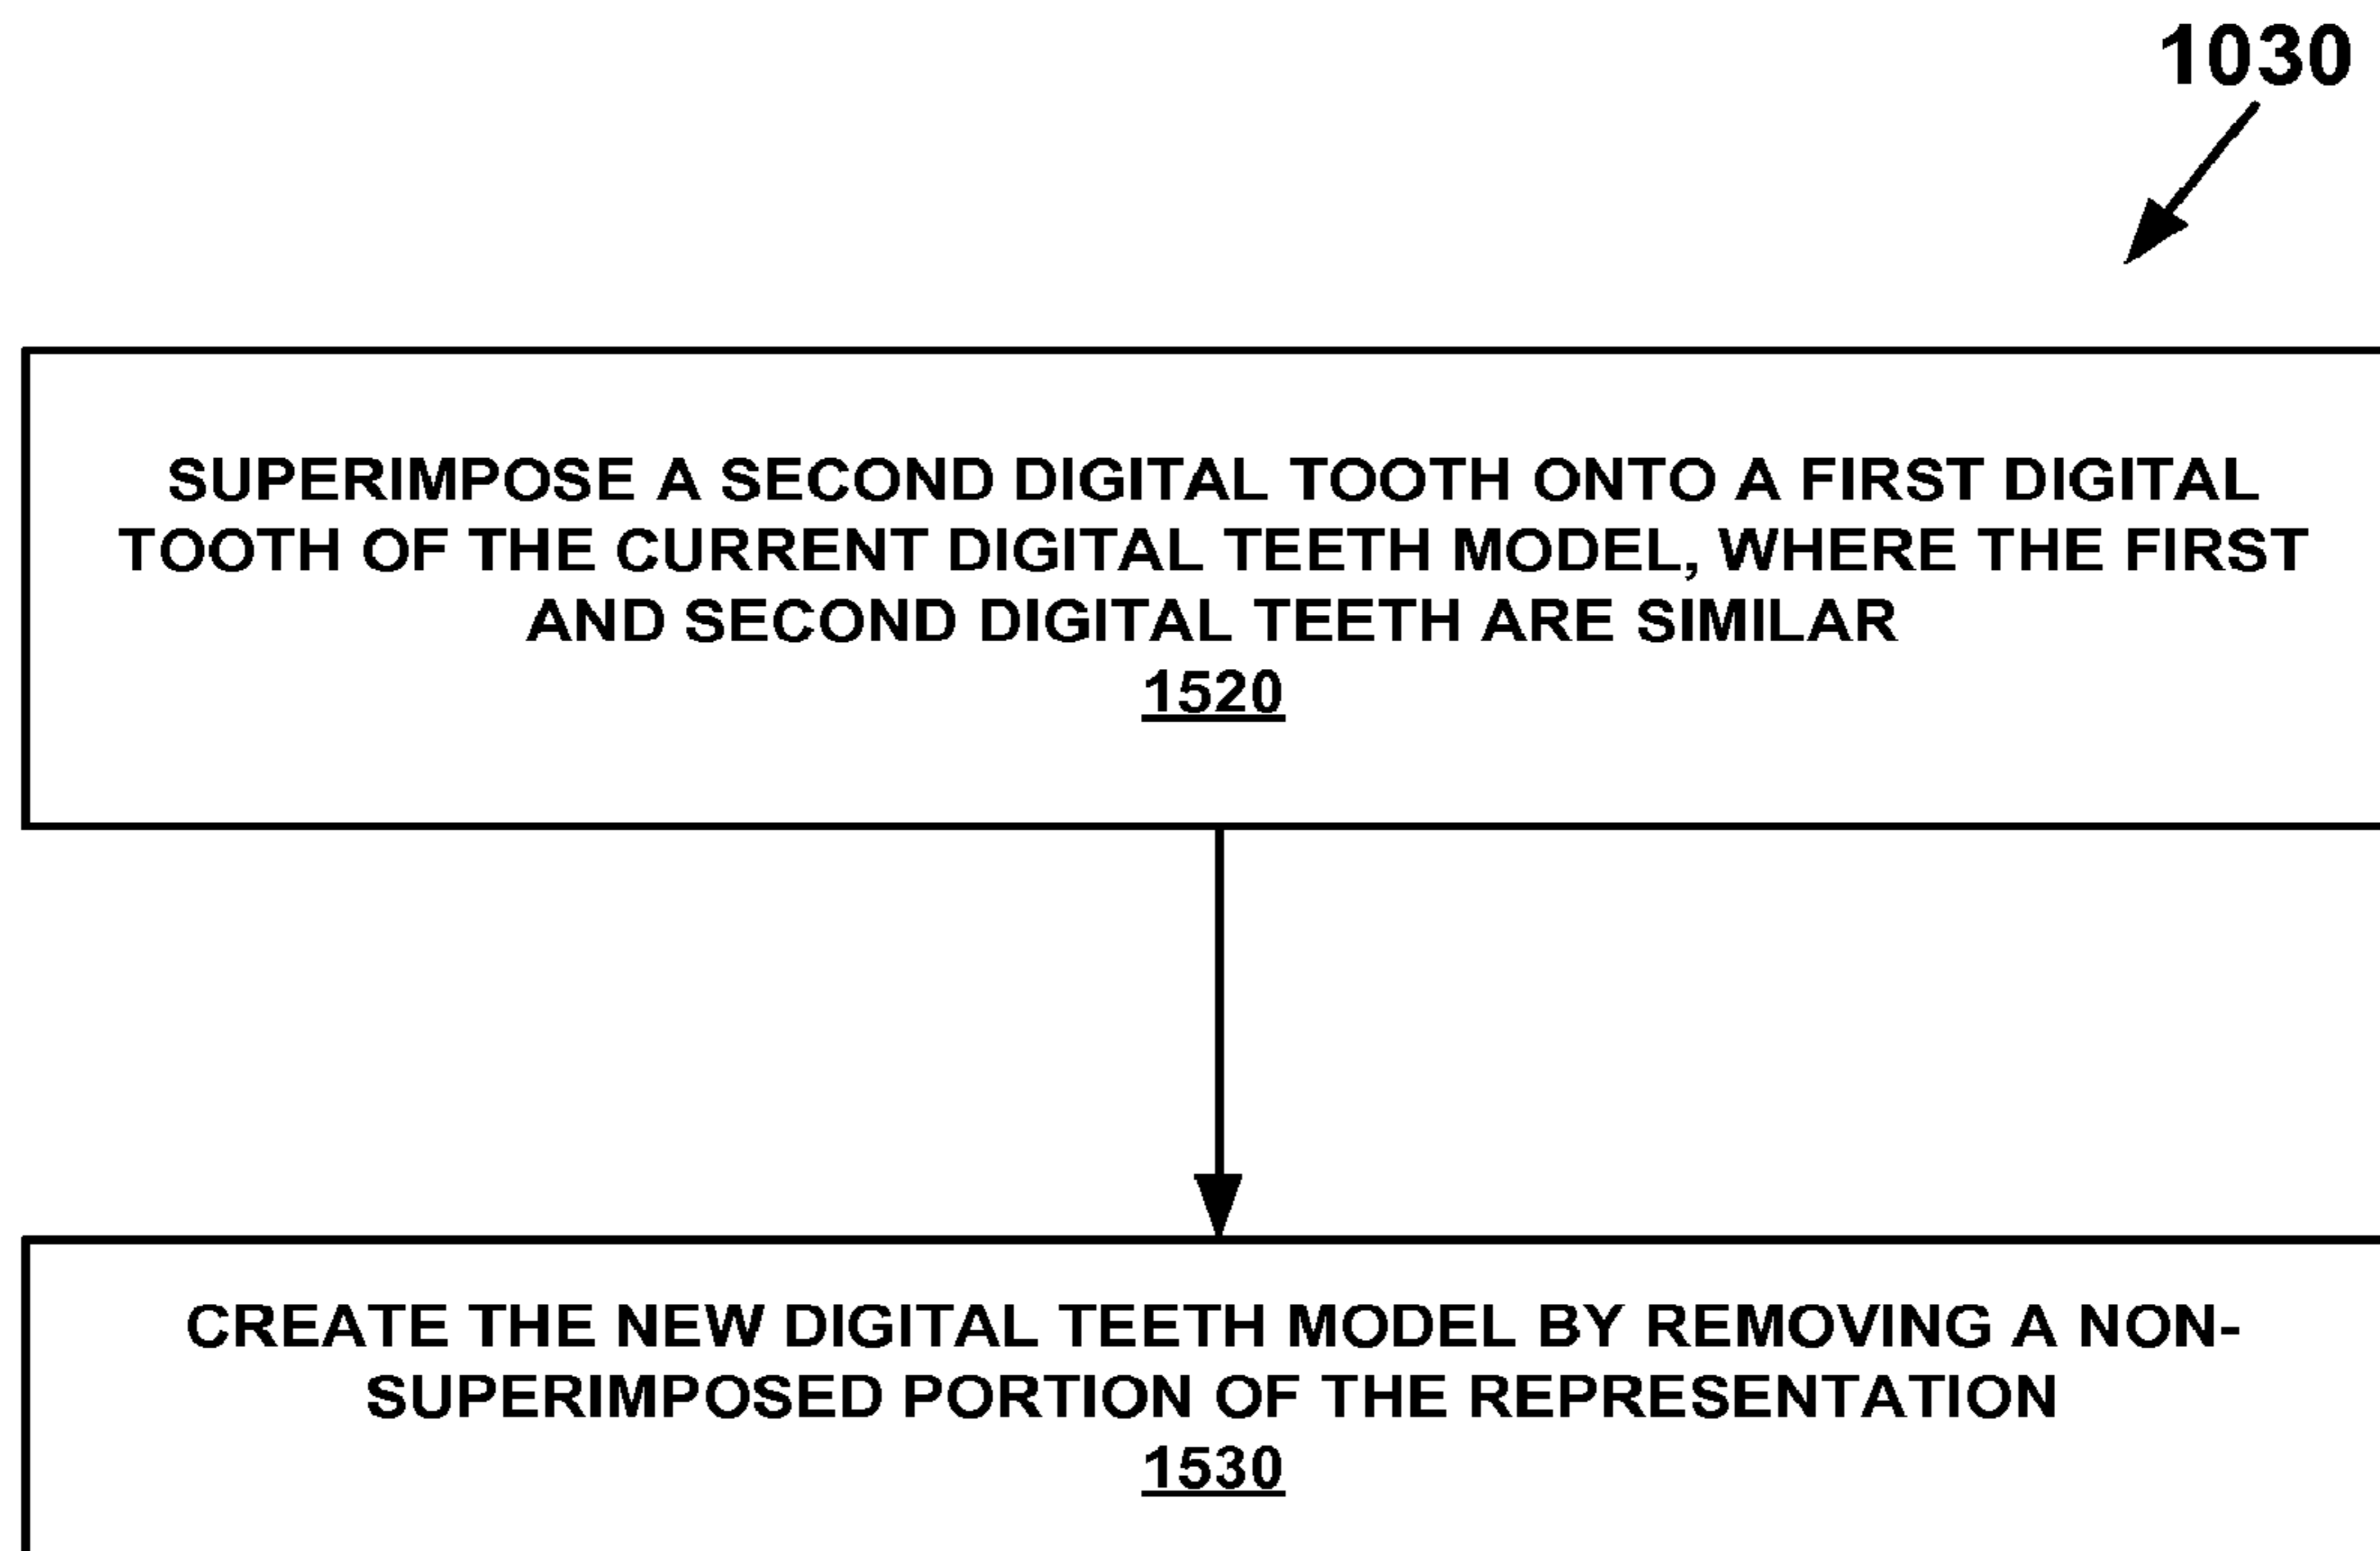 1030
SUPERIMPOSE A SECOND DIGITAL TOOTH ONTO A FIRST DIGITAL
TOOTH OF THE CURRENT DIGITAL TEETH MODEL, WHERE THE FIRST
AND SECOND DIGITAL TEETH ARE SIMILAR
1520
CREATE THE NEW DIGITAL TEETH MODEL BY REMOVING A NON-
SUPERIMPOSED PORTION OF THE REPRESENTATION
1530